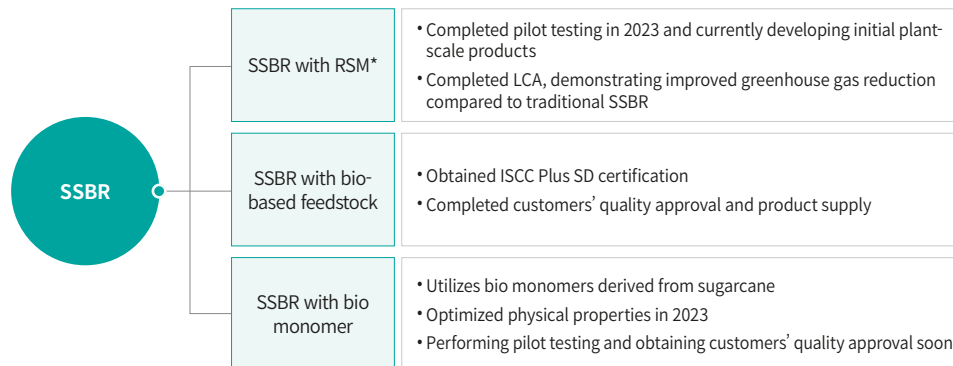 SSBR
SSBR with RSM*
• Completed pilot testing in 2023 and currently developing initial plant-
scale products
• Completed LCA, demonstrating improved greenhouse gas reduction
compared to traditional SSBR
SSBR with bio-
based feedstock
• Obtained ISCC Plus SD certification
• Completed customers’ quality approval and product supply
SSBR with bio
monomer
• Utilizes bio monomers derived from sugarcane
• Optimized physical properties in 2023
• Performing pilot testing and obtaining customers’ quality approval soon